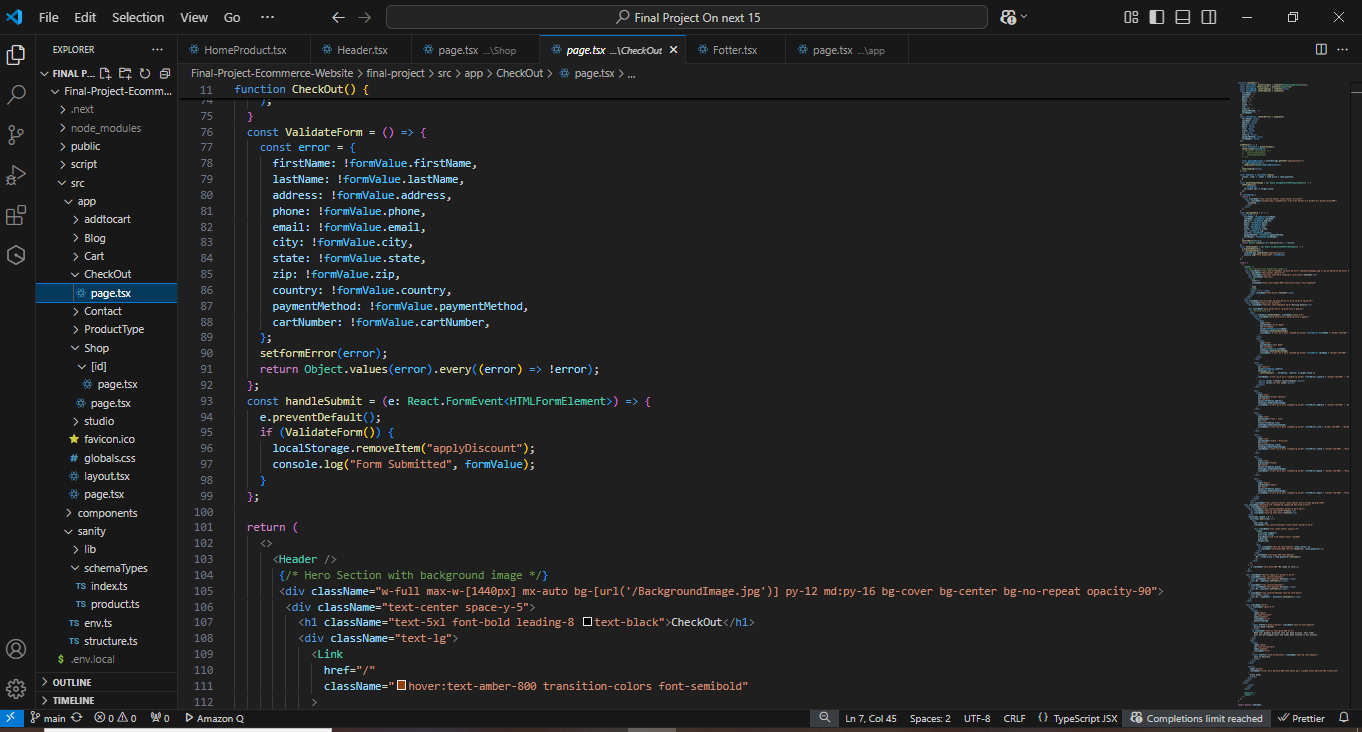 File Edit Selection View Go ··· Final Project On next 15
EXPLORER ···
HomeProduct.tsx Header.tsx page.tsx ...\Shop page.tsx ...\CheckOut Fotter.tsx page.tsx ...\app
FINAL P...
Final-Project-Ecomm...
.next
node_modules
public
script
src
app
addtocart
Blog
Cart
CheckOut
page.tsx
Contact
ProductType
Shop
[id]
page.tsx
page.tsx
studio
favicon.ico
# globals.css
layout.tsx
page.tsx
components
sanity
lib
schemaTypes
TS index.ts
TS product.ts
TS env.ts
TS structure.ts
$ .env.local
OUTLINE
TIMELINE
Final-Project-Ecommerce-Website > final-project > src > app > CheckOut > page.tsx > ...
11 function CheckOut() {
74 );
75 }
76 const ValidateForm = () => {
77 const error = {
78 firstName: !formValue.firstName,
79 lastName: !formValue.lastName,
80 address: !formValue.address,
81 phone: !formValue.phone,
82 email: !formValue.email,
83 city: !formValue.city,
84 state: !formValue.state,
85 zip: !formValue.zip,
86 country: !formValue.country,
87 paymentMethod: !formValue.paymentMethod,
88 cartNumber: !formValue.cartNumber,
89 };
90 setformError(error);
91 return Object.values(error).every((error) => !error);
92 };
93 const handleSubmit = (e: React.FormEvent<HTMLFormElement>) => {
94 e.preventDefault();
95 if (ValidateForm()) {
96 localStorage.removeItem("applyDiscount");
97 console.log("Form Submitted", formValue);
98 }
99 };
100
101 return (
102 <>
103 <Header />
104 {/* Hero Section with background image */}
105 <div className="w-full max-w-[1440px] mx-auto bg-[url('/BackgroundImage.jpg')] py-12 md:py-16 bg-cover bg-center bg-no-repeat opacity-90">
106 <div className="text-center space-y-5">
107 <h1 className="text-5xl font-bold leading-8 text-black">CheckOut</h1>
108 <div className="text-lg">
109 <Link
110 href="/"
111 className="hover:text-amber-800 transition-colors font-semibold"
112 >
main 0 0 0 Amazon Q Ln 7, Col 45 Spaces: 2 UTF-8 CRLF {} TypeScript JSX Completions limit reached Prettier